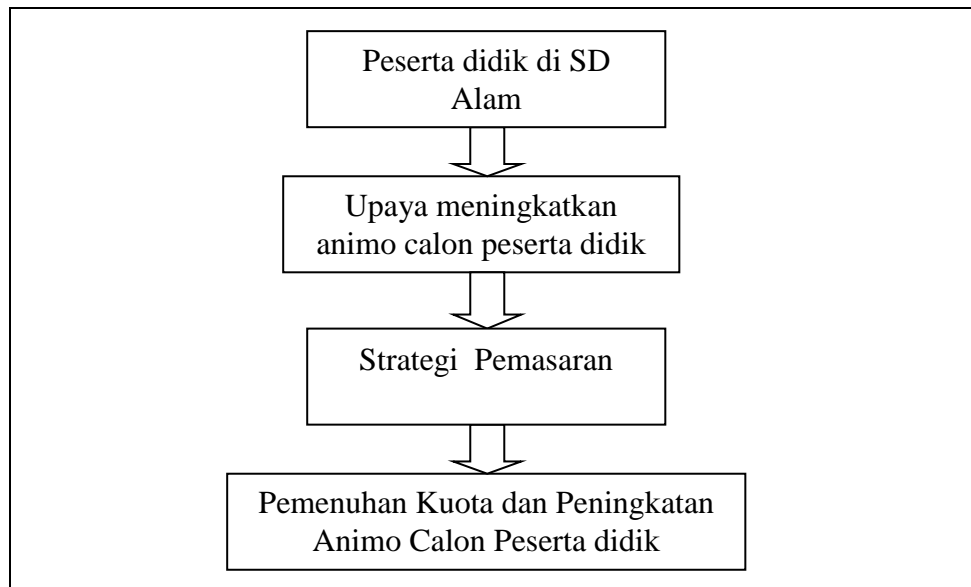 Peserta didik di SD
Alam
Upaya meningkatkan
animo calon peserta didik
Strategi Pemasaran
Pemenuhan Kuota dan Peningkatan
Animo Calon Peserta didik